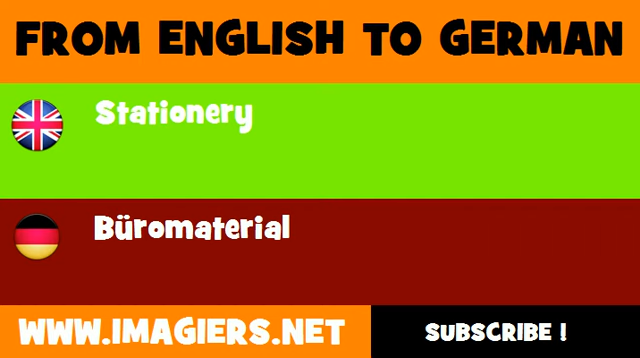 FROM ENGLISH TO GERMAN
Stationery
Büromaterial
WWW.IMAGIERS.NET
SUBSCRIBE !